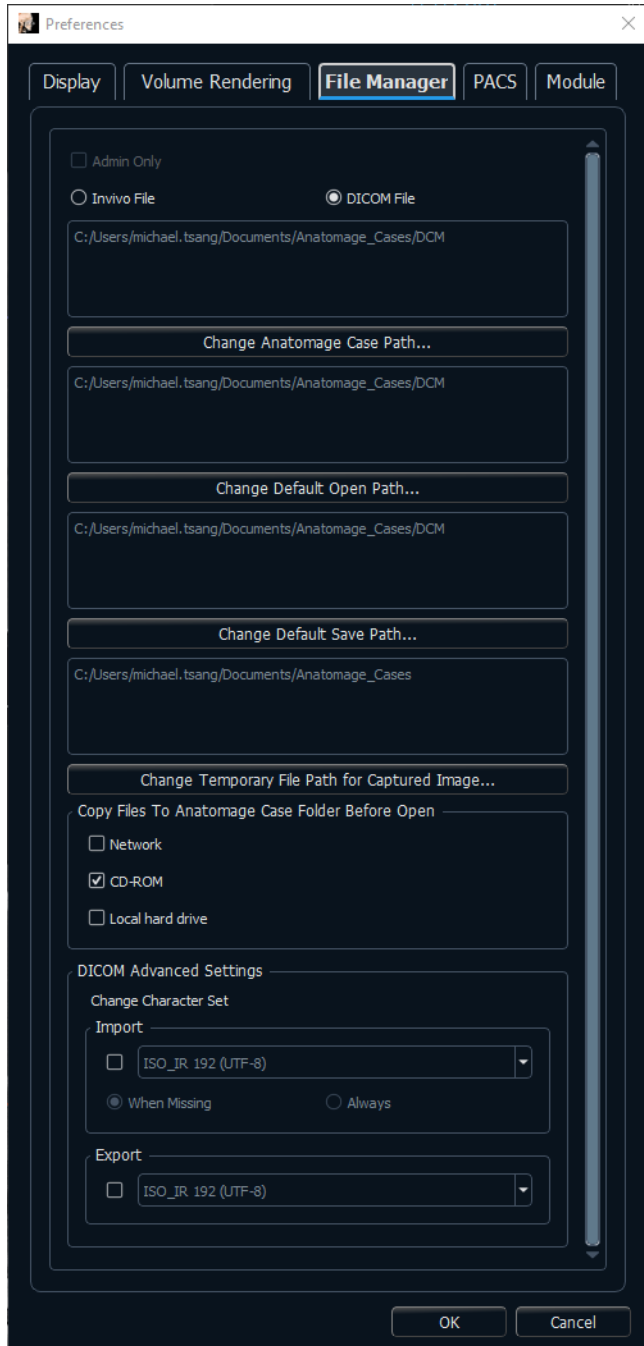 Preferences
Display Volume Rendering File Manager PACS Module
Admin Only
Invivo File DICOM File
C:/Users/michael.tsang/Documents/Anatomage_Cases/DCM
Change Anatomage Case Path...
C:/Users/michael.tsang/Documents/Anatomage_Cases/DCM
Change Default Open Path...
C:/Users/michael.tsang/Documents/Anatomage_Cases/DCM
Change Default Save Path...
C:/Users/michael.tsang/Documents/Anatomage_Cases
Change Temporary File Path for Captured Image...
Copy Files To Anatomage Case Folder Before Open
Network
CD-ROM
Local hard drive
DICOM Advanced Settings
Change Character Set
Import
ISO_IR 192 (UTF-8)
When Missing Always
Export
ISO_IR 192 (UTF-8)
OK Cancel